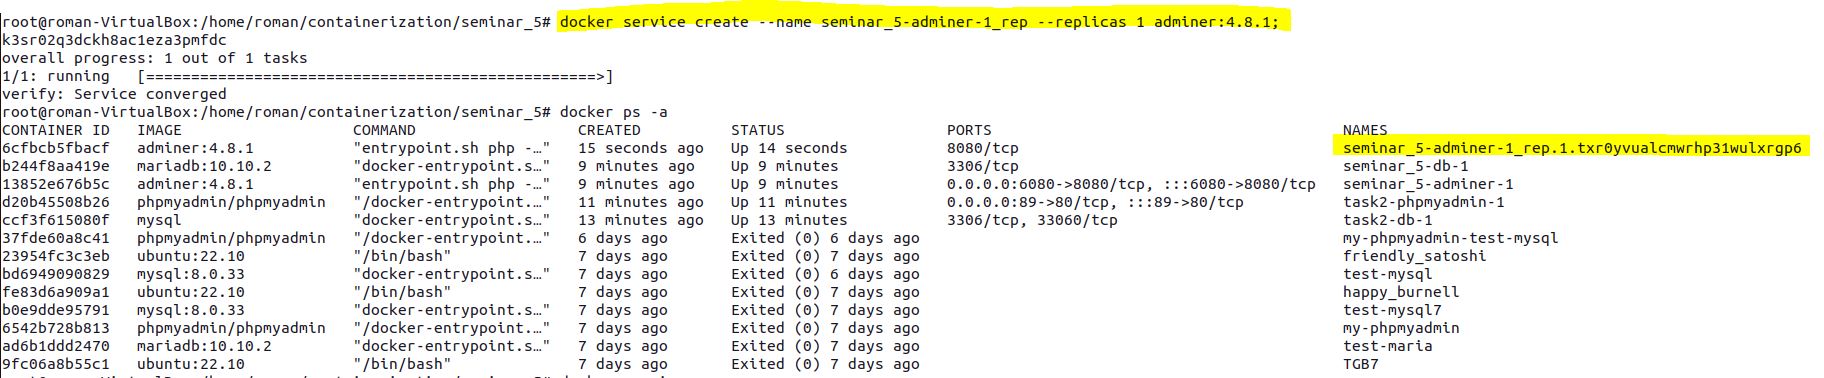 root@roman-VirtualBox:/home/roman/containerization/seminar_5# docker service create --name seminar_5-adminer-1_rep --replicas 1 adminer:4.8.1;
k3sr02q3dckh8ac1eza3pmfdc
overall progress: 1 out of 1 tasks
1/1: running   [==================================================>]
verify: Service converged
root@roman-VirtualBox:/home/roman/containerization/seminar_5# docker ps -a
CONTAINER ID   IMAGE                   COMMAND                  CREATED          STATUS                  PORTS                                       NAMES
6cfbcb5fbacf   adminer:4.8.1           "entrypoint.sh php -…"   15 seconds ago   Up 14 seconds           8080/tcp                                    seminar_5-adminer-1_rep.1.txr0yvualcmwrhp31wulxrgp6
b244f8aa419e   mariadb:10.10.2         "docker-entrypoint.s…"   9 minutes ago    Up 9 minutes            3306/tcp                                    seminar_5-db-1
13852e676b5c   adminer:4.8.1           "entrypoint.sh php -…"   9 minutes ago    Up 9 minutes            0.0.0.0:6080->8080/tcp, :::6080->8080/tcp   seminar_5-adminer-1
d20b45508b26   phpmyadmin/phpmyadmin   "/docker-entrypoint.…"   11 minutes ago   Up 11 minutes           0.0.0.0:89->80/tcp, :::89->80/tcp           task2-phpmyadmin-1
ccf3f615080f   mysql                   "docker-entrypoint.s…"   13 minutes ago   Up 13 minutes           3306/tcp, 33060/tcp                         task2-db-1
37fde60a8c41   phpmyadmin/phpmyadmin   "/docker-entrypoint.…"   6 days ago       Exited (0) 6 days ago                                               my-phpmyadmin-test-mysql
23954fc3c3eb   ubuntu:22.10            "/bin/bash"              7 days ago       Exited (0) 7 days ago                                               friendly_satoshi
bd6949090829   mysql:8.0.33            "docker-entrypoint.s…"   7 days ago       Exited (0) 6 days ago                                               test-mysql
fe83d6a909a1   ubuntu:22.10            "/bin/bash"              7 days ago       Exited (0) 7 days ago                                               happy_burnell
b0e9dde95791   mysql:8.0.33            "docker-entrypoint.s…"   7 days ago       Exited (0) 7 days ago                                               test-mysql7
6542b728b813   phpmyadmin/phpmyadmin   "/docker-entrypoint.…"   7 days ago       Exited (0) 7 days ago                                               my-phpmyadmin
ad6b1ddd2470   mariadb:10.10.2         "docker-entrypoint.s…"   7 days ago       Exited (0) 7 days ago                                               test-maria
9fc06a8b55c1   ubuntu:22.10            "/bin/bash"              7 days ago       Exited (0) 7 days ago                                               TGB7